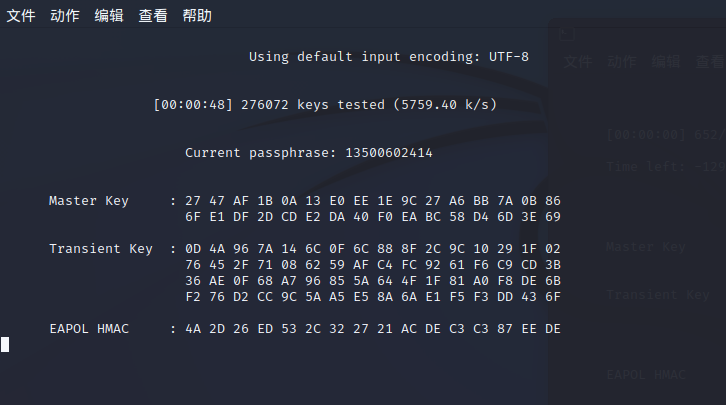 文件 动作 编辑 查看 帮助
Using default input encoding: UTF-8
[00:00:48] 276072 keys tested (5759.40 k/s)
Current passphrase: 13500602414
Master Key : 27 47 AF 1B 0A 13 E0 EE 1E 9C 27 A6 BB 7A 0B 86
6F E1 DF 2D CD E2 DA 40 F0 EA BC 58 D4 6D 3E 69
Transient Key : 0D 4A 96 7A 14 6C 0F 6C 88 8F 2C 9C 10 29 1F 02
76 45 2F 71 08 62 59 AF C4 FC 92 61 F6 C9 CD 3B
36 AE 0F 68 A7 96 85 5A 64 4F 1F 81 A0 F8 DE 6B
F2 76 D2 CC 9C 5A A5 E5 8A 6A E1 F5 F3 DD 43 6F
EAPOL HMAC : 4A 2D 26 ED 53 2C 32 27 21 AC DE C3 C3 87 EE DE
文件 动作 编辑 查看
[00:00:00] 652/
Time left: -129
Master Key
Transient Key
EAPOL HMAC